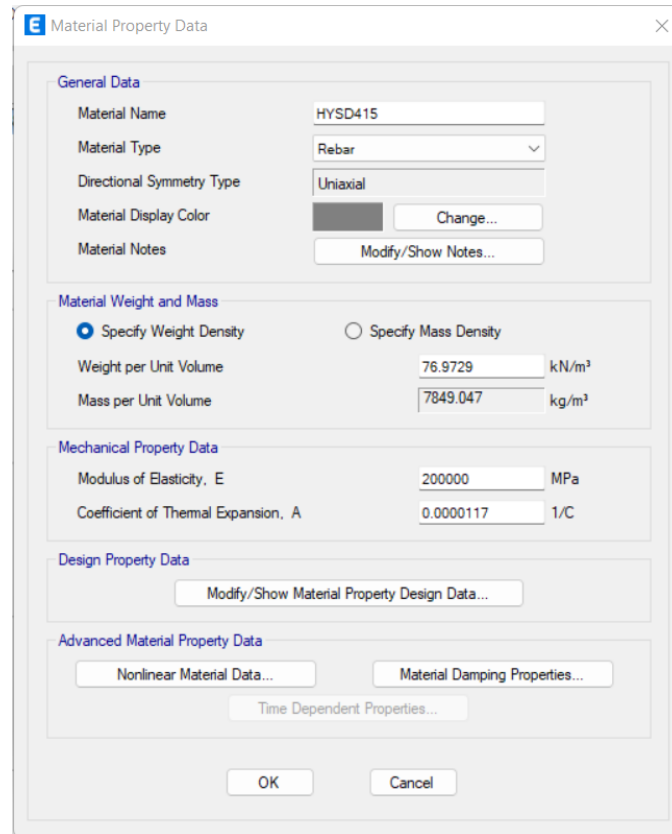 E Material Property Data
General Data
Material Name HYSD415
Material Type Rebar
Directional Symmetry Type Uniaxial
Material Display Color Change...
Material Notes Modify/Show Notes...
Material Weight and Mass
Specify Weight Density Specify Mass Density
Weight per Unit Volume 76.9729 kN/m³
Mass per Unit Volume 7849.047 kg/m³
Mechanical Property Data
Modulus of Elasticity, E 200000 MPa
Coefficient of Thermal Expansion, A 0.0000117 1/C
Design Property Data
Modify/Show Material Property Design Data...
Advanced Material Property Data
Nonlinear Material Data... Material Damping Properties...
Time Dependent Properties...
OK Cancel